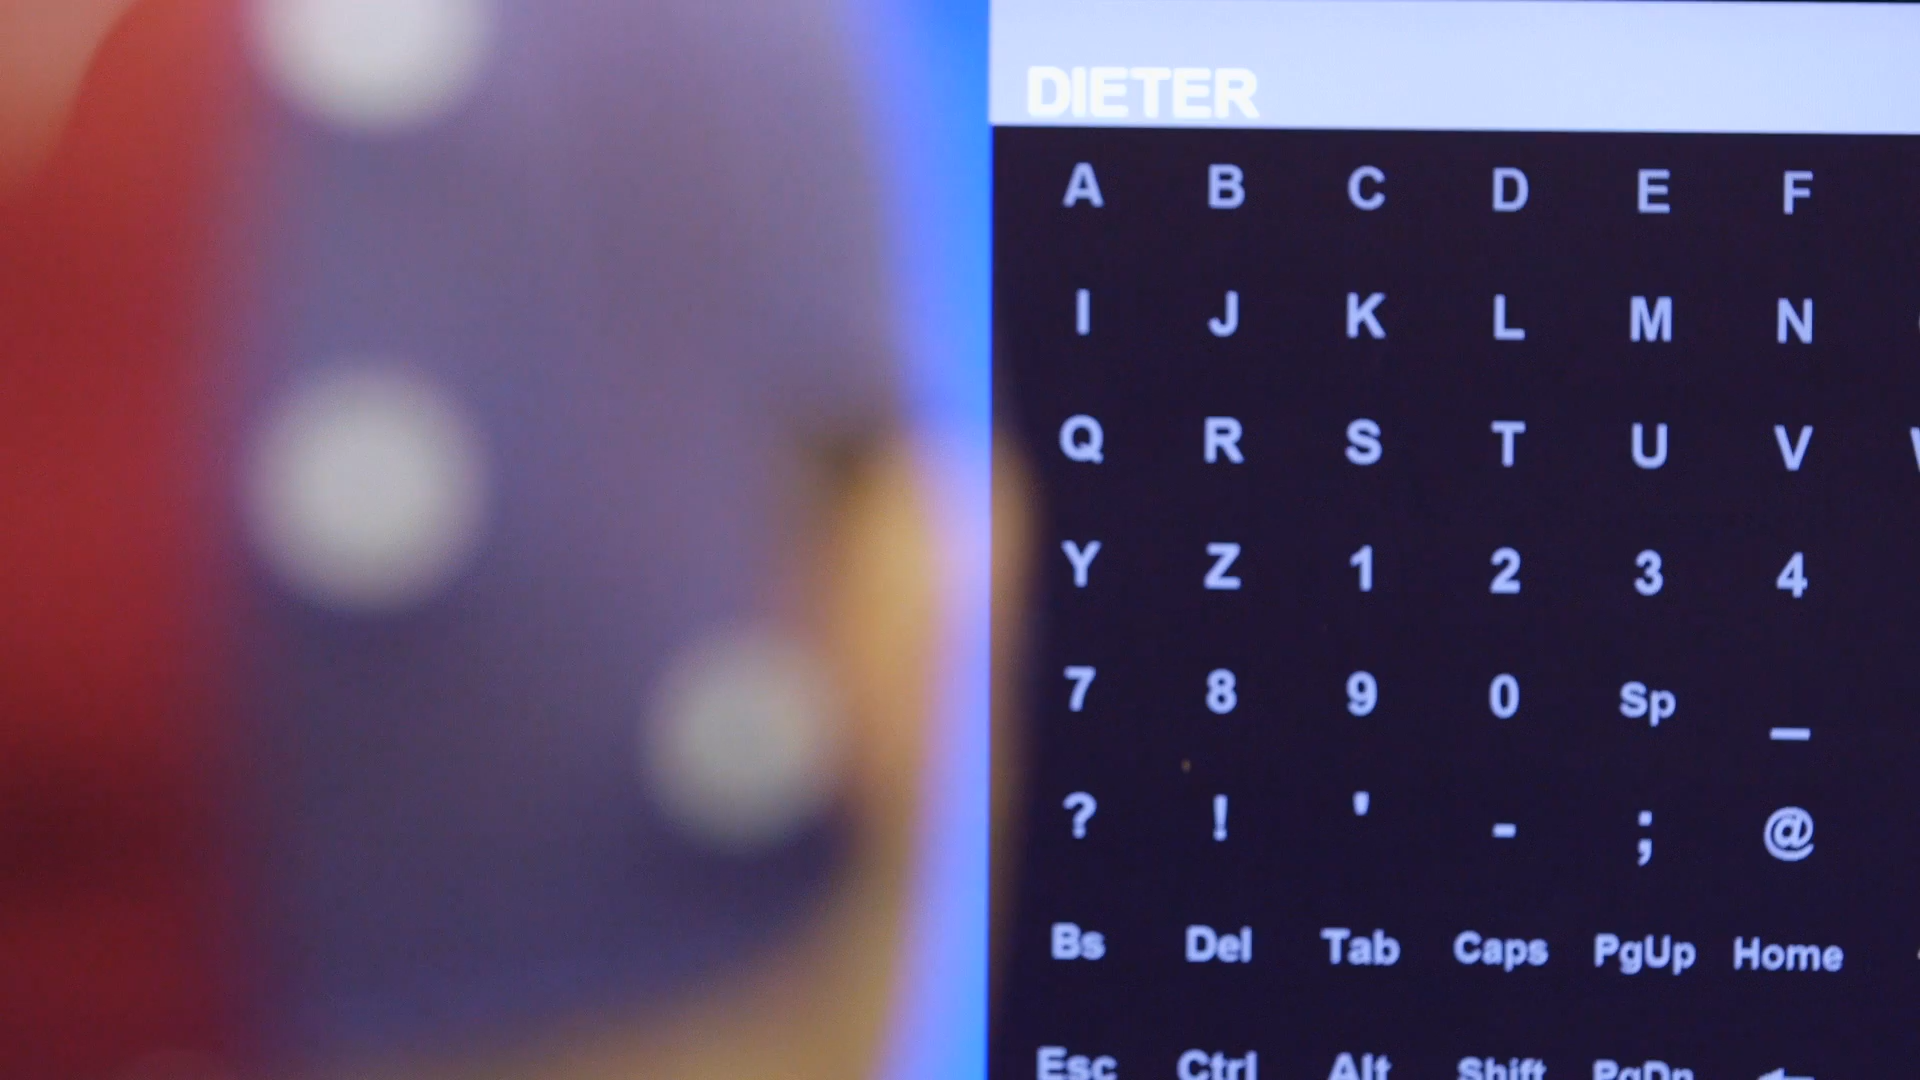 DIETER
A B C D E F
I J K L M N
Q R S T U V
Y Z 1 2 3 4
7 8 9 0 Sp _
? ! ' - ; @
Bs Del Tab Caps PgUp Home
Esc Ctrl Alt Shift PgDn